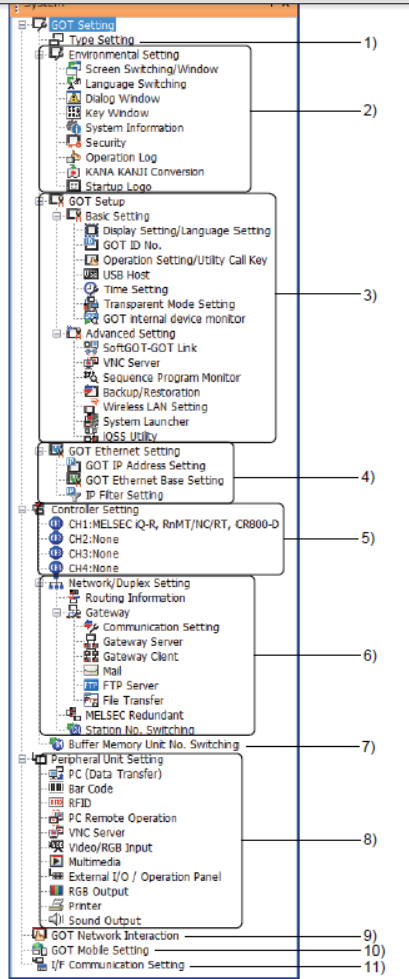 System
GOT Setting
Type Setting 1)
Environmental Setting
Screen Switching/Window
Language Switching
Dialog Window
Key Window 2)
System Information
Security
Operation Log
KANA KANJI Conversion
Startup Logo
GOT Setup
Basic Setting
Display Setting/Language Setting
GOT ID No.
Operation Setting/Utility Call Key
USB Host
Time Setting 3)
Transparent Mode Setting
GOT internal device monitor
Advanced Setting
SoftGOT-GOT Link
VNC Server
Sequence Program Monitor
Backup/Restoration
Wireless LAN Setting
System Launcher
iQSS Utility
GOT Ethernet Setting
GOT IP Address Setting
GOT Ethernet Base Setting 4)
IP Filter Setting
Controller Setting
CH1:MELSEC iQ-R, RnMT/NC/RT, CR800-D
CH2:None 5)
CH3:None
CH4:None
Network/Duplex Setting
Routing Information
Gateway
Communication Setting
Gateway Server
Gateway Client 6)
Mail
FTP Server
File Transfer
MELSEC Redundant
Station No. Switching
Buffer Memory Unit No. Switching 7)
Peripheral Unit Setting
PC (Data Transfer)
Bar Code
RFID
PC Remote Operation
VNC Server 8)
Video/RGB Input
Multimedia
External I/O / Operation Panel
RGB Output
Printer
Sound Output
GOT Network Interaction 9)
GOT Mobile Setting 10)
I/F Communication Setting 11)